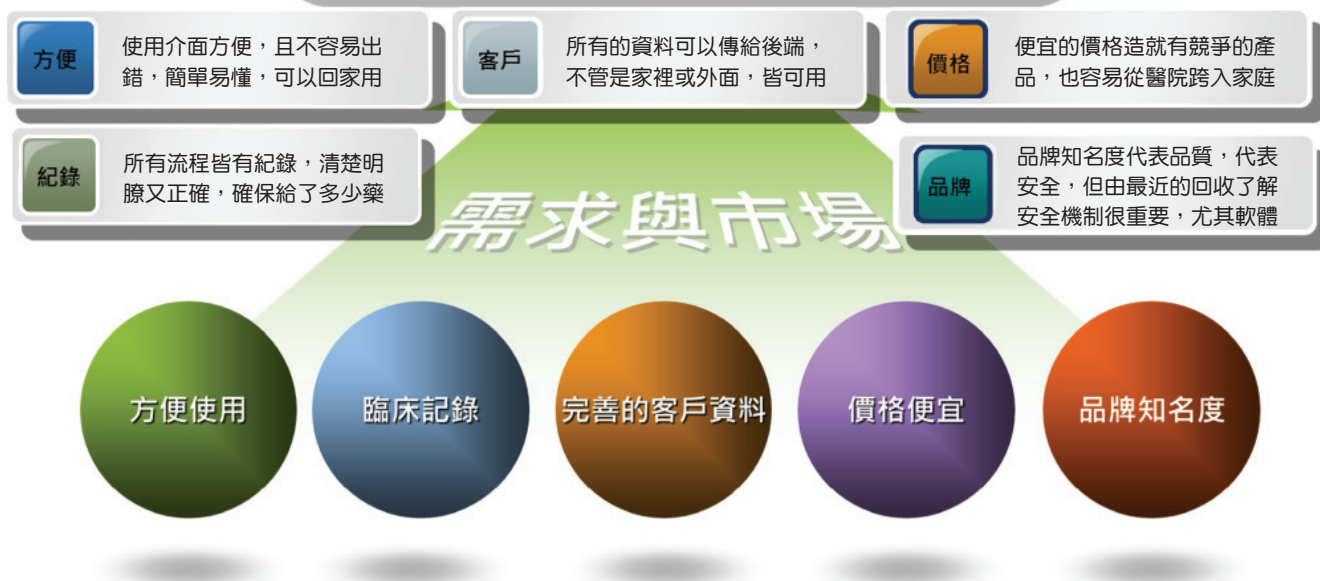 方便
使用介面方便，且不容易出
錯，簡單易懂，可以回家用
客戶
所有的資料可以傳給後端，
不管是家裡或外面，皆可用
價格
便宜的價格造就有競爭的產
品，也容易從醫院跨入家庭
紀錄
所有流程皆有紀錄，清楚明
瞭又正確，確保給了多少藥
品牌
品牌知名度代表品質，代表
安全，但由最近的回收了解
安全機制很重要，尤其軟體
需求與市場
方便使用
臨床記錄
完善的客戶資料
價格便宜
品牌知名度